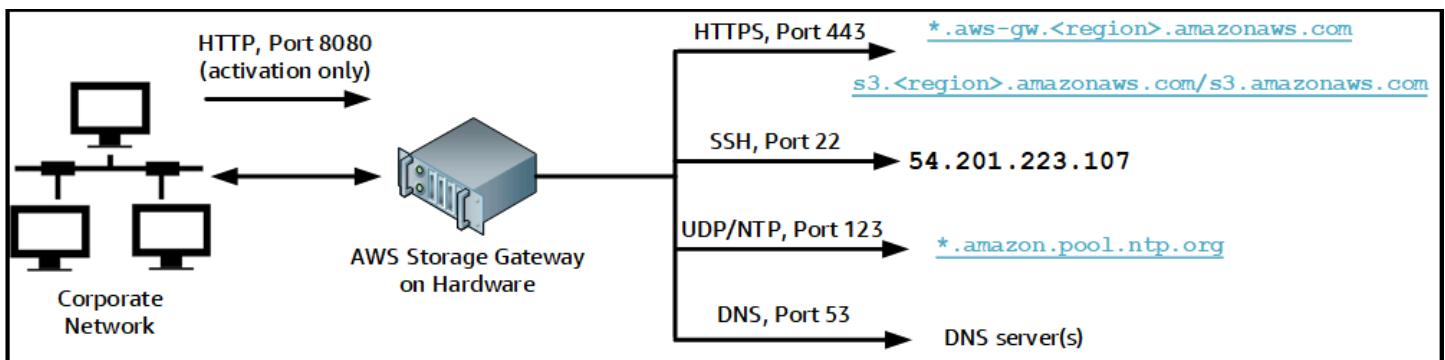 HTTP, Port 8080
(activation only)
Corporate
Network
AWS Storage Gateway
on Hardware
HTTPS, Port 443
*.aws-gw.<region>.amazonaws.com
s3.<region>.amazonaws.com/s3.amazonaws.com
SSH, Port 22
54.201.223.107
UDP/NTP, Port 123
*.amazon.pool.ntp.org
DNS, Port 53
DNS server(s)